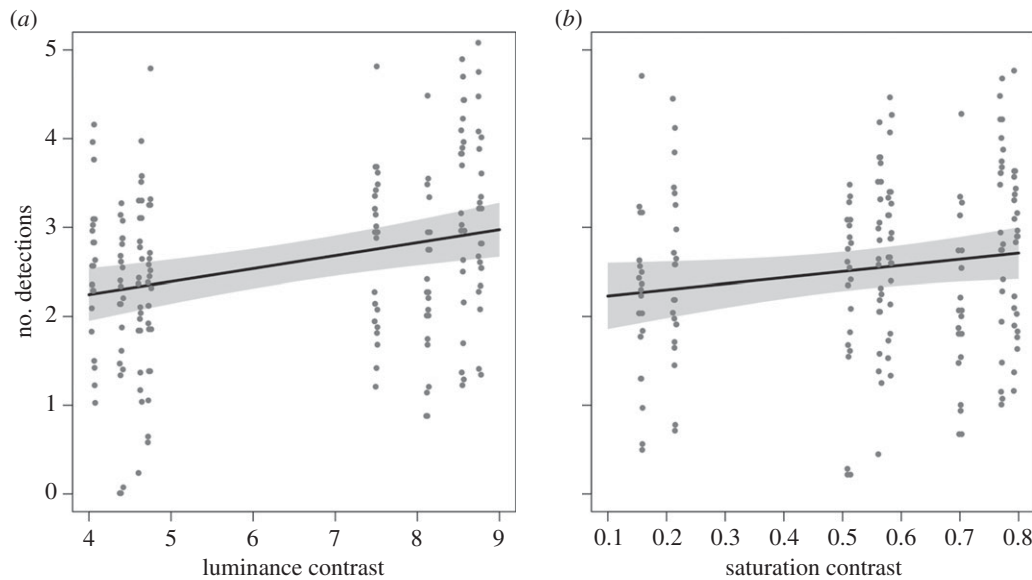 (a)
(b)
no. detections
5
4
3
2
1
0
4 5 6 7 8 9
luminance contrast
0.1 0.2 0.3 0.4 0.5 0.6 0.7 0.8
saturation contrast